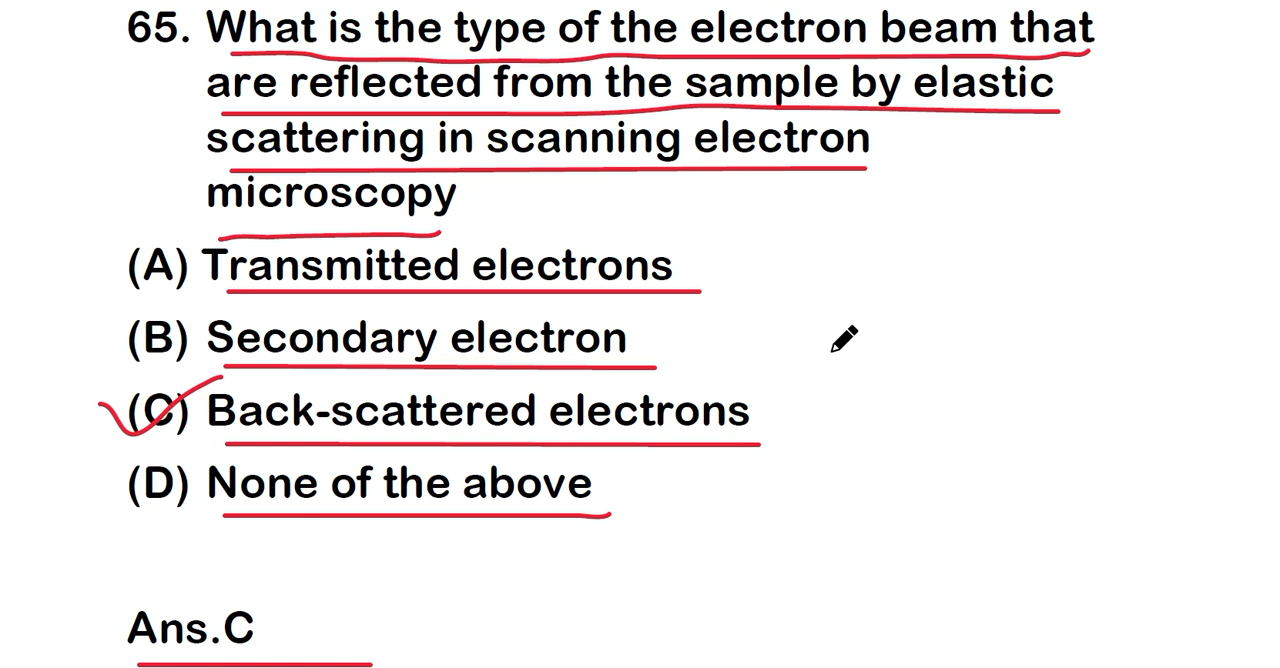 65. What is the type of the electron beam that
are reflected from the sample by elastic
scattering in scanning electron
microscopy
(A) Transmitted electrons
(B) Secondary electron
(C) Back-scattered electrons
(D) None of the above
Ans.C